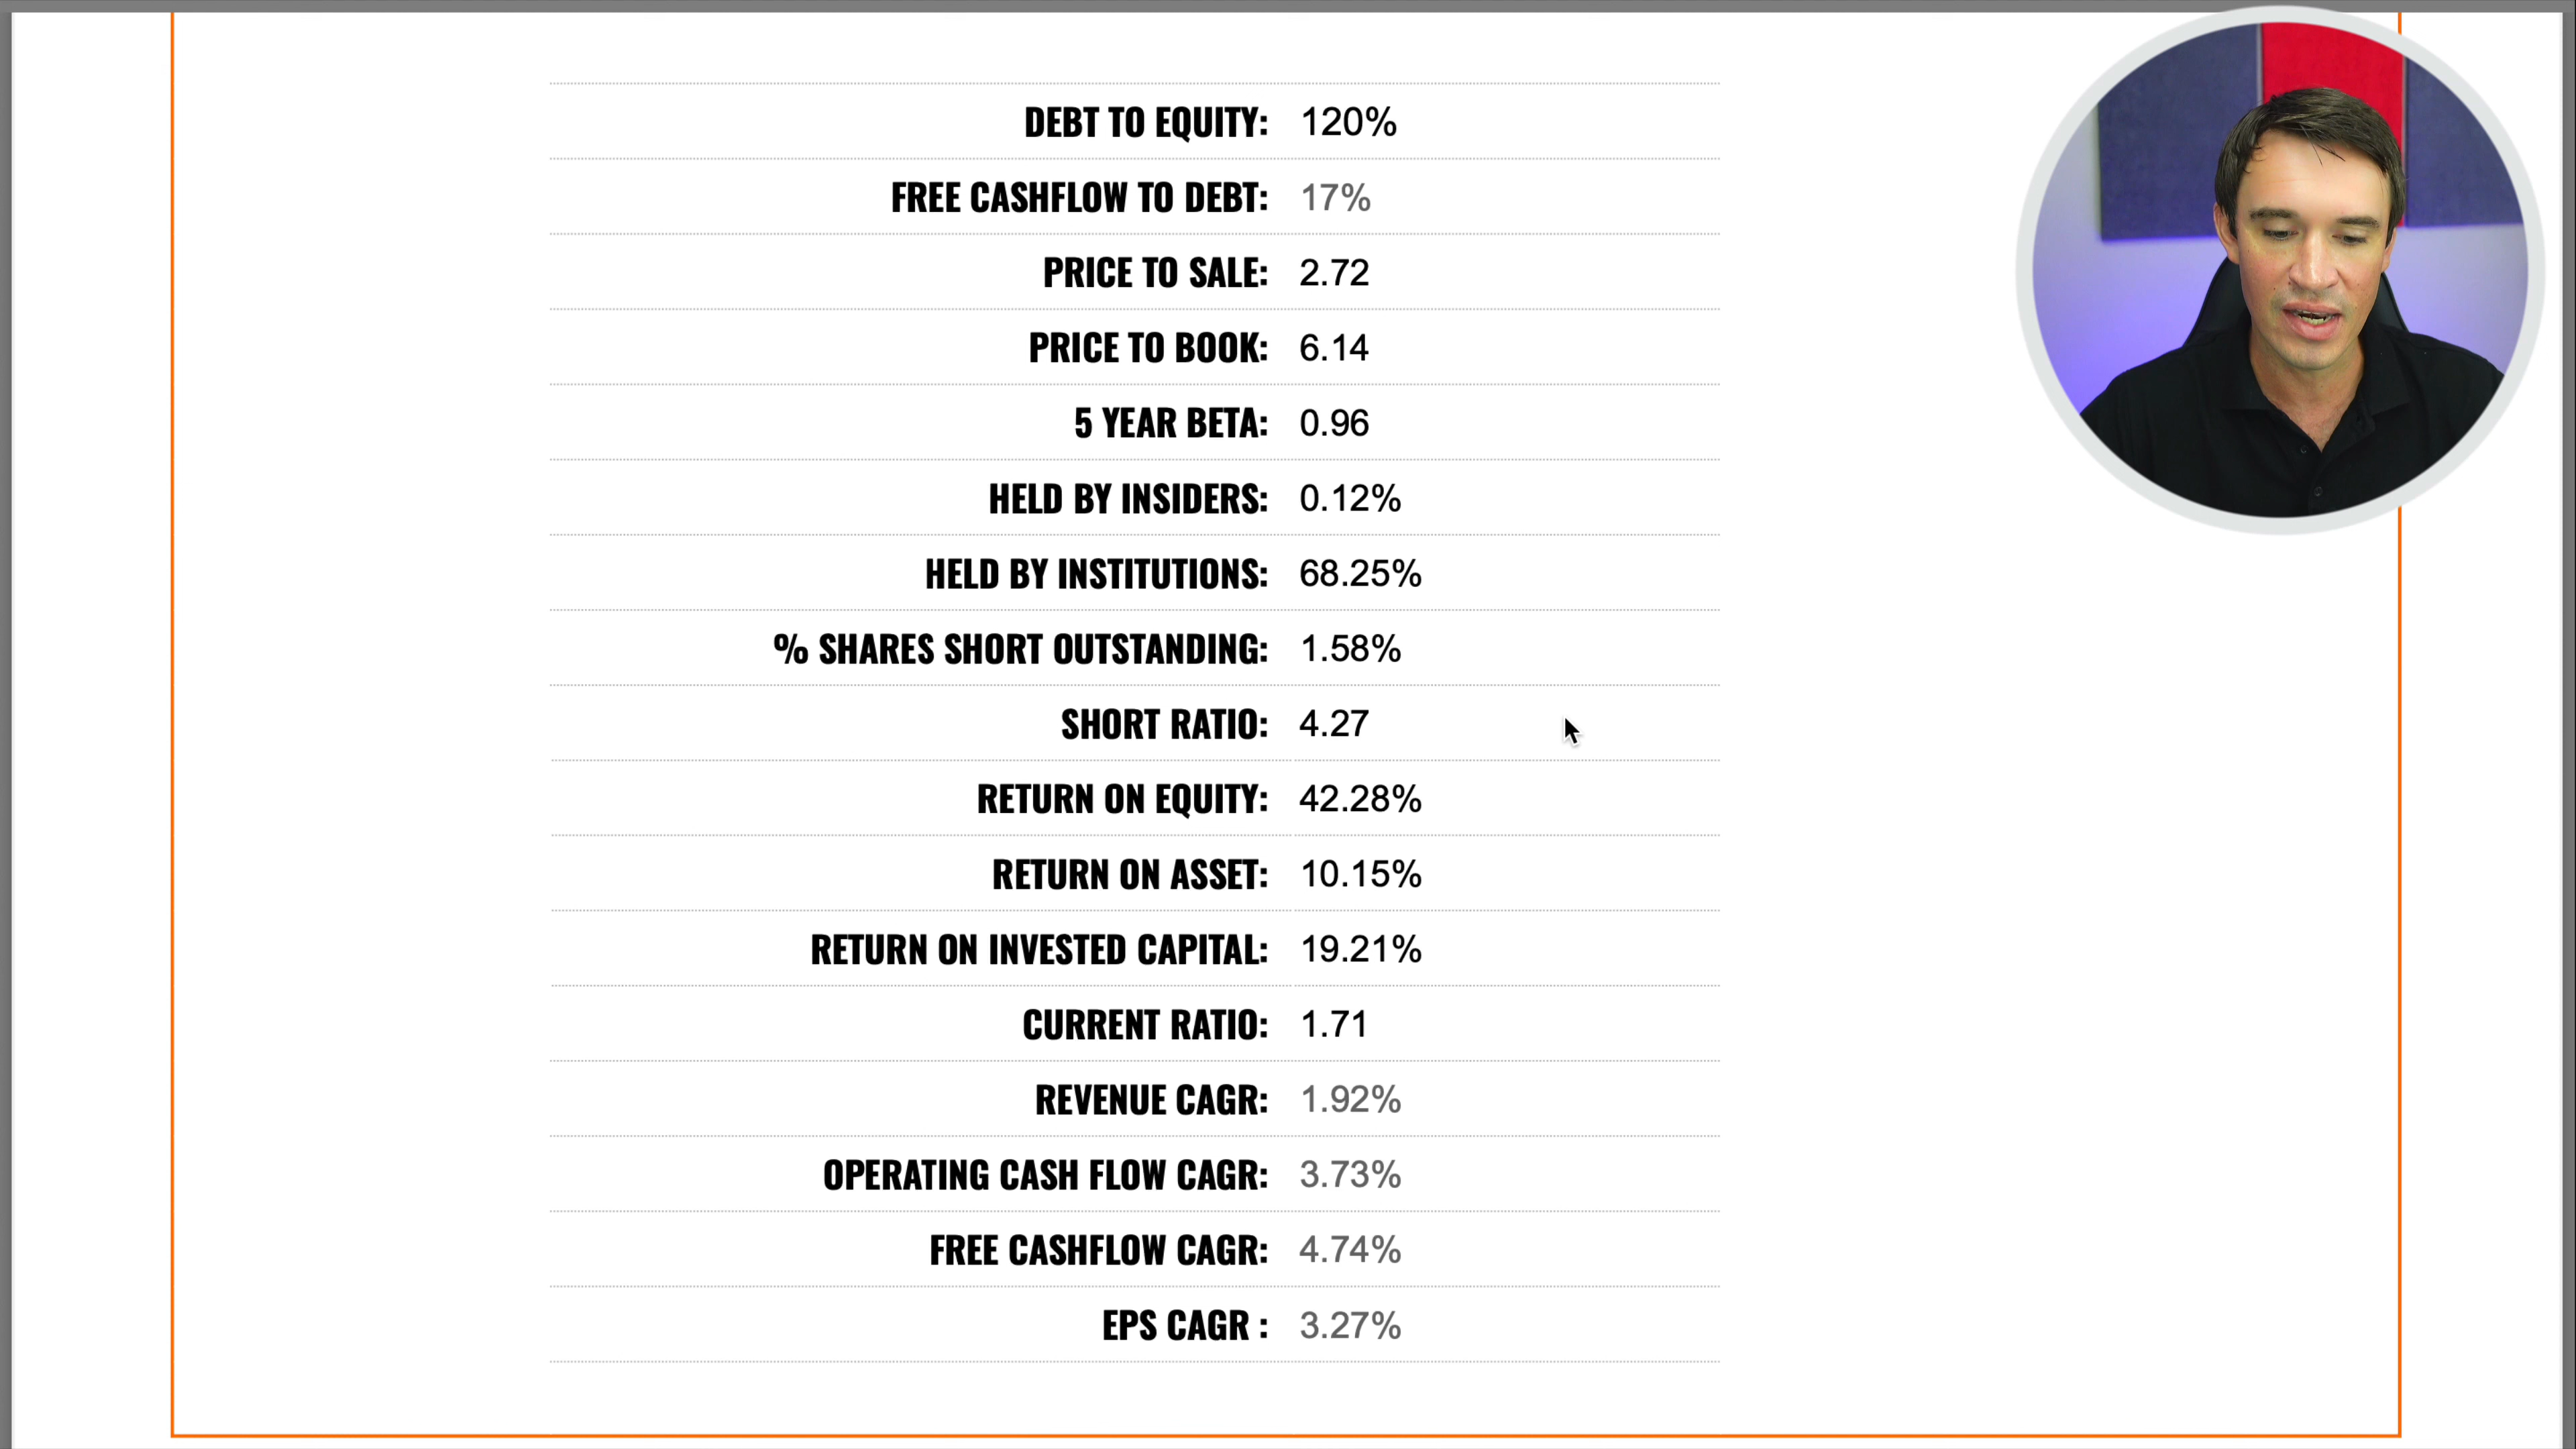 DEBT TO EQUITY: 120%
FREE CASHFLOW TO DEBT: 17%
PRICE TO SALE: 2.72
PRICE TO BOOK: 6.14
5 YEAR BETA: 0.96
HELD BY INSIDERS: 0.12%
HELD BY INSTITUTIONS: 68.25%
% SHARES SHORT OUTSTANDING: 1.58%
SHORT RATIO: 4.27
RETURN ON EQUITY: 42.28%
RETURN ON ASSET: 10.15%
RETURN ON INVESTED CAPITAL: 19.21%
CURRENT RATIO: 1.71
REVENUE CAGR: 1.92%
OPERATING CASH FLOW CAGR: 3.73%
FREE CASHFLOW CAGR: 4.74%
EPS CAGR : 3.27%